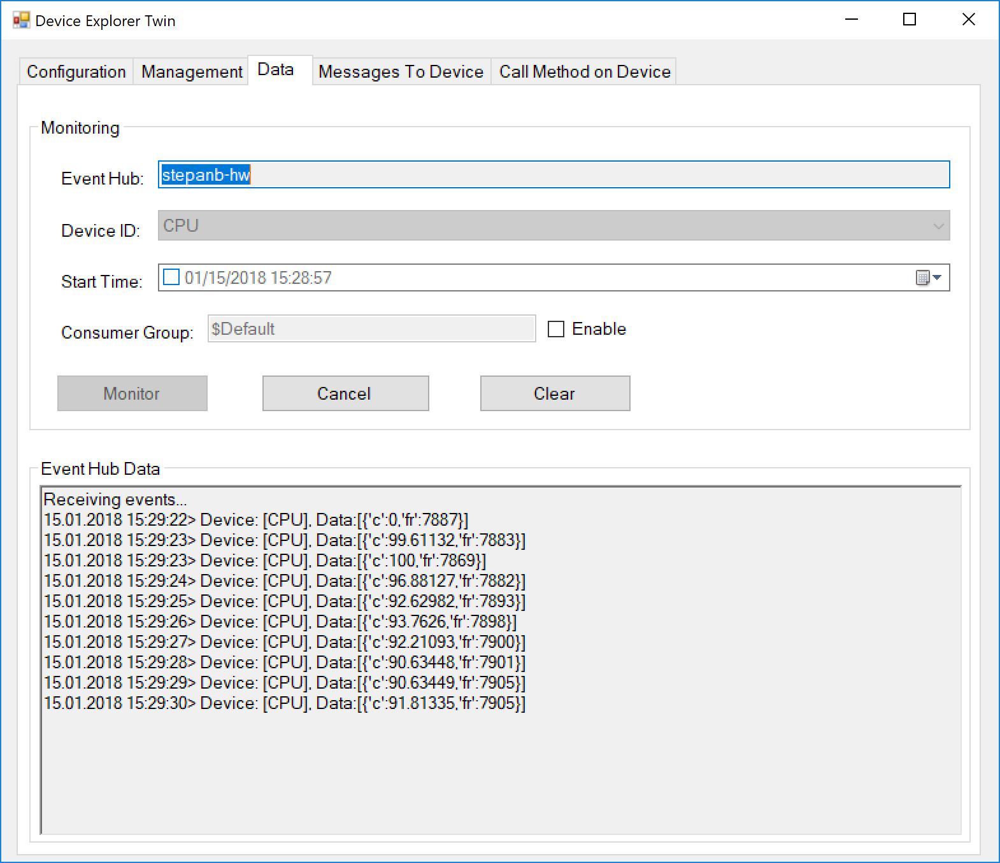 Device Explorer Twin
Configuration Management Data Messages To Device Call Method on Device
Monitoring
Event Hub: stepanb-hw
Device ID: CPU
Start Time: 01/15/2018 15:28:57
Consumer Group: $Default Enable
Monitor Cancel Clear
Event Hub Data
Receiving events...
15.01.2018 15:29:22> Device: [CPU], Data:[{'c':0,'fr':7887}]
15.01.2018 15:29:23> Device: [CPU], Data:[{'c':99.61132,'fr':7883}]
15.01.2018 15:29:23> Device: [CPU], Data:[{'c':100,'fr':7869}]
15.01.2018 15:29:24> Device: [CPU], Data:[{'c':96.88127,'fr':7882}]
15.01.2018 15:29:25> Device: [CPU], Data:[{'c':92.62982,'fr':7893}]
15.01.2018 15:29:26> Device: [CPU], Data:[{'c':93.7626,'fr':7898}]
15.01.2018 15:29:27> Device: [CPU], Data:[{'c':92.21093,'fr':7900}]
15.01.2018 15:29:28> Device: [CPU], Data:[{'c':90.63448,'fr':7901}]
15.01.2018 15:29:29> Device: [CPU], Data:[{'c':90.63449,'fr':7905}]
15.01.2018 15:29:30> Device: [CPU], Data:[{'c':91.81335,'fr':7905}]